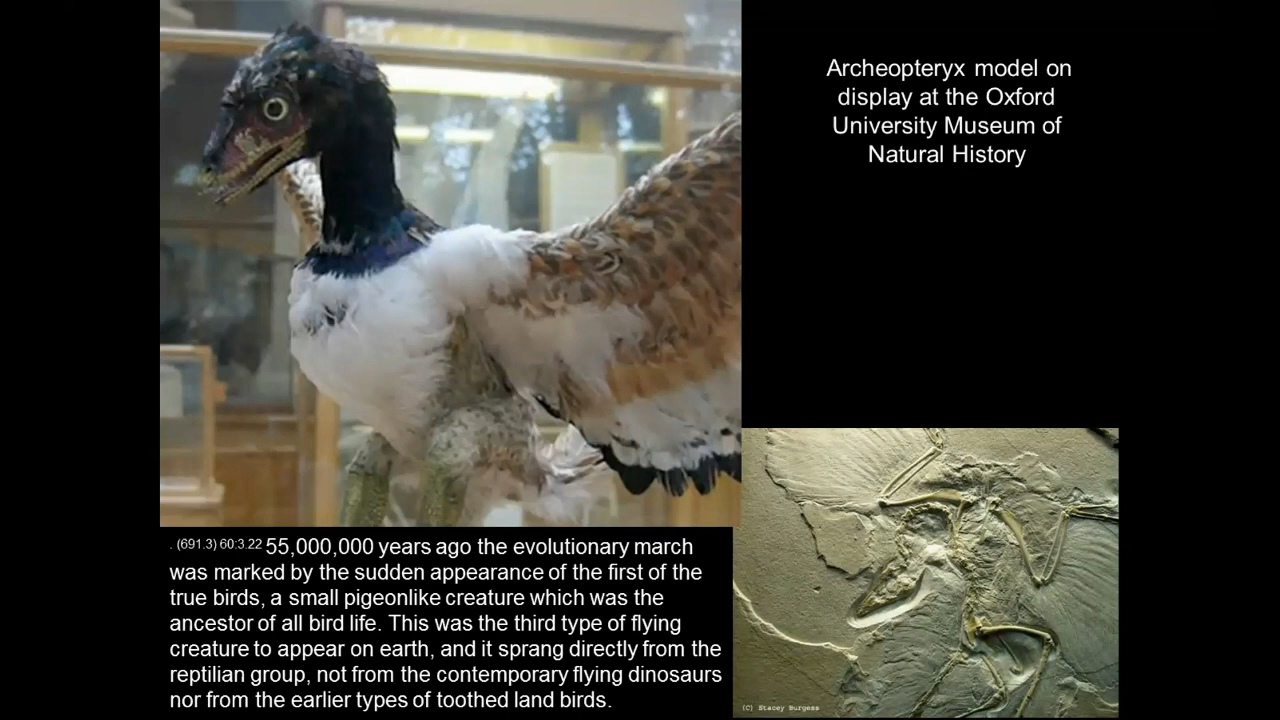 Archeopteryx model on
display at the Oxford
University Museum of
Natural History
. (691.3) 60:3.22 55,000,000 years ago the evolutionary march
was marked by the sudden appearance of the first of the
true birds, a small pigeonlike creature which was the
ancestor of all bird life. This was the third type of flying
creature to appear on earth, and it sprang directly from the
reptilian group, not from the contemporary flying dinosaurs
nor from the earlier types of toothed land birds.
(C) Stacey Burgess